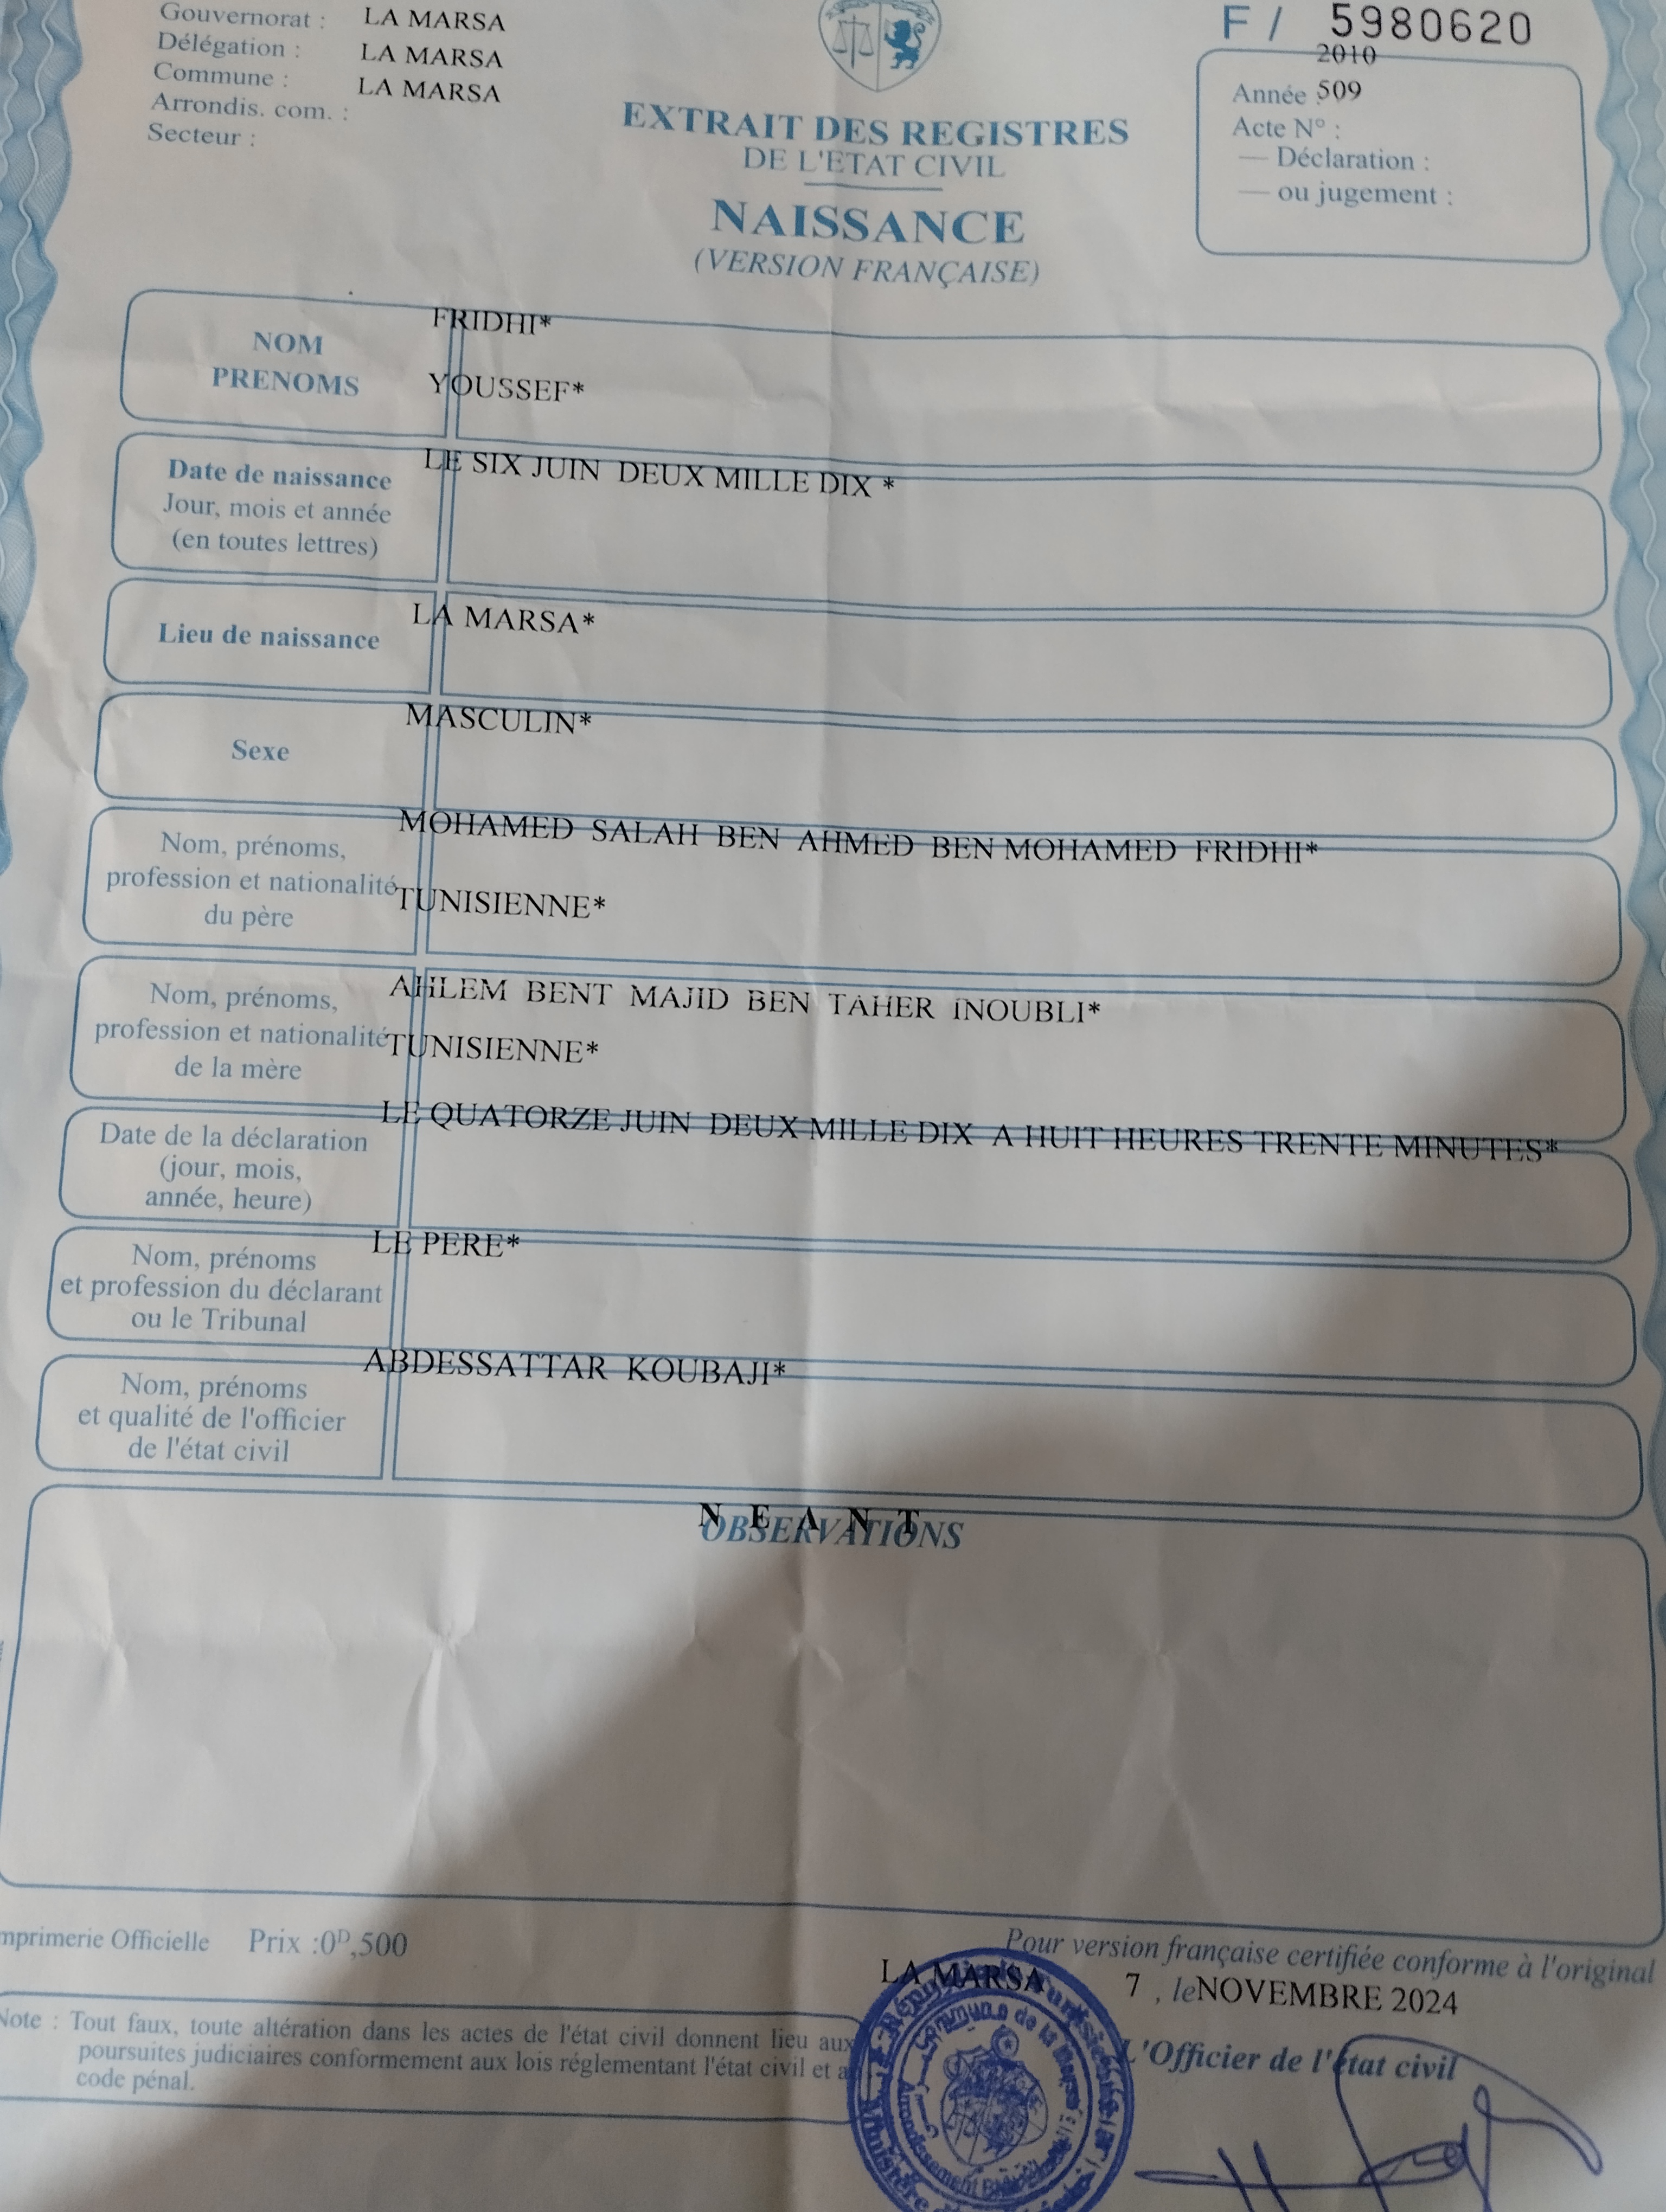 Gouvernorat : LA MARSA
Délégation : LA MARSA
Commune : LA MARSA
Arrondis. com. :
Secteur :
EXTRAIT DES REGISTRES
DE L'ETAT CIVIL
NAISSANCE
(VERSION FRANÇAISE)
F / 5980620
2010
Année : 509
Acte N° :
— Déclaration :
— ou jugement :
NOM
PRENOMS
FRIDHI*
YOUSSEF*
Date de naissance
Jour, mois et année
(en toutes lettres)
LE SIX JUIN DEUX MILLE DIX *
Lieu de naissance
LA MARSA*
Sexe
MASCULIN*
Nom, prénoms,
profession et nationalité
du père
MOHAMED SALAH BEN AHMED BEN MOHAMED FRIDHI*
TUNISIENNE*
Nom, prénoms,
profession et nationalité
de la mère
AHLEM BENT MAJID BEN TAHER INOUBLI*
TUNISIENNE*
Date de la déclaration
(jour, mois,
année, heure)
LE QUATORZE JUIN DEUX MILLE DIX A HUIT HEURES TRENTE MINUTES*
Nom, prénoms
et profession du déclarant
ou le Tribunal
LE PERE*
Nom, prénoms
et qualité de l'officier
de l'état civil
ABDESSATTAR KOUBAJI*
N E A N T
OBSERVATIONS
mprimerie Officielle Prix :0ᴰ,500
Pour version française certifiée conforme à l'original
LA MARSA 7 , le NOVEMBRE 2024
L'Officier de l'état civil
Note : Tout faux, toute altération dans les actes de l'état civil donnent lieu aux
poursuites judiciaires conformement aux lois réglementant l'état civil et a
code pénal.